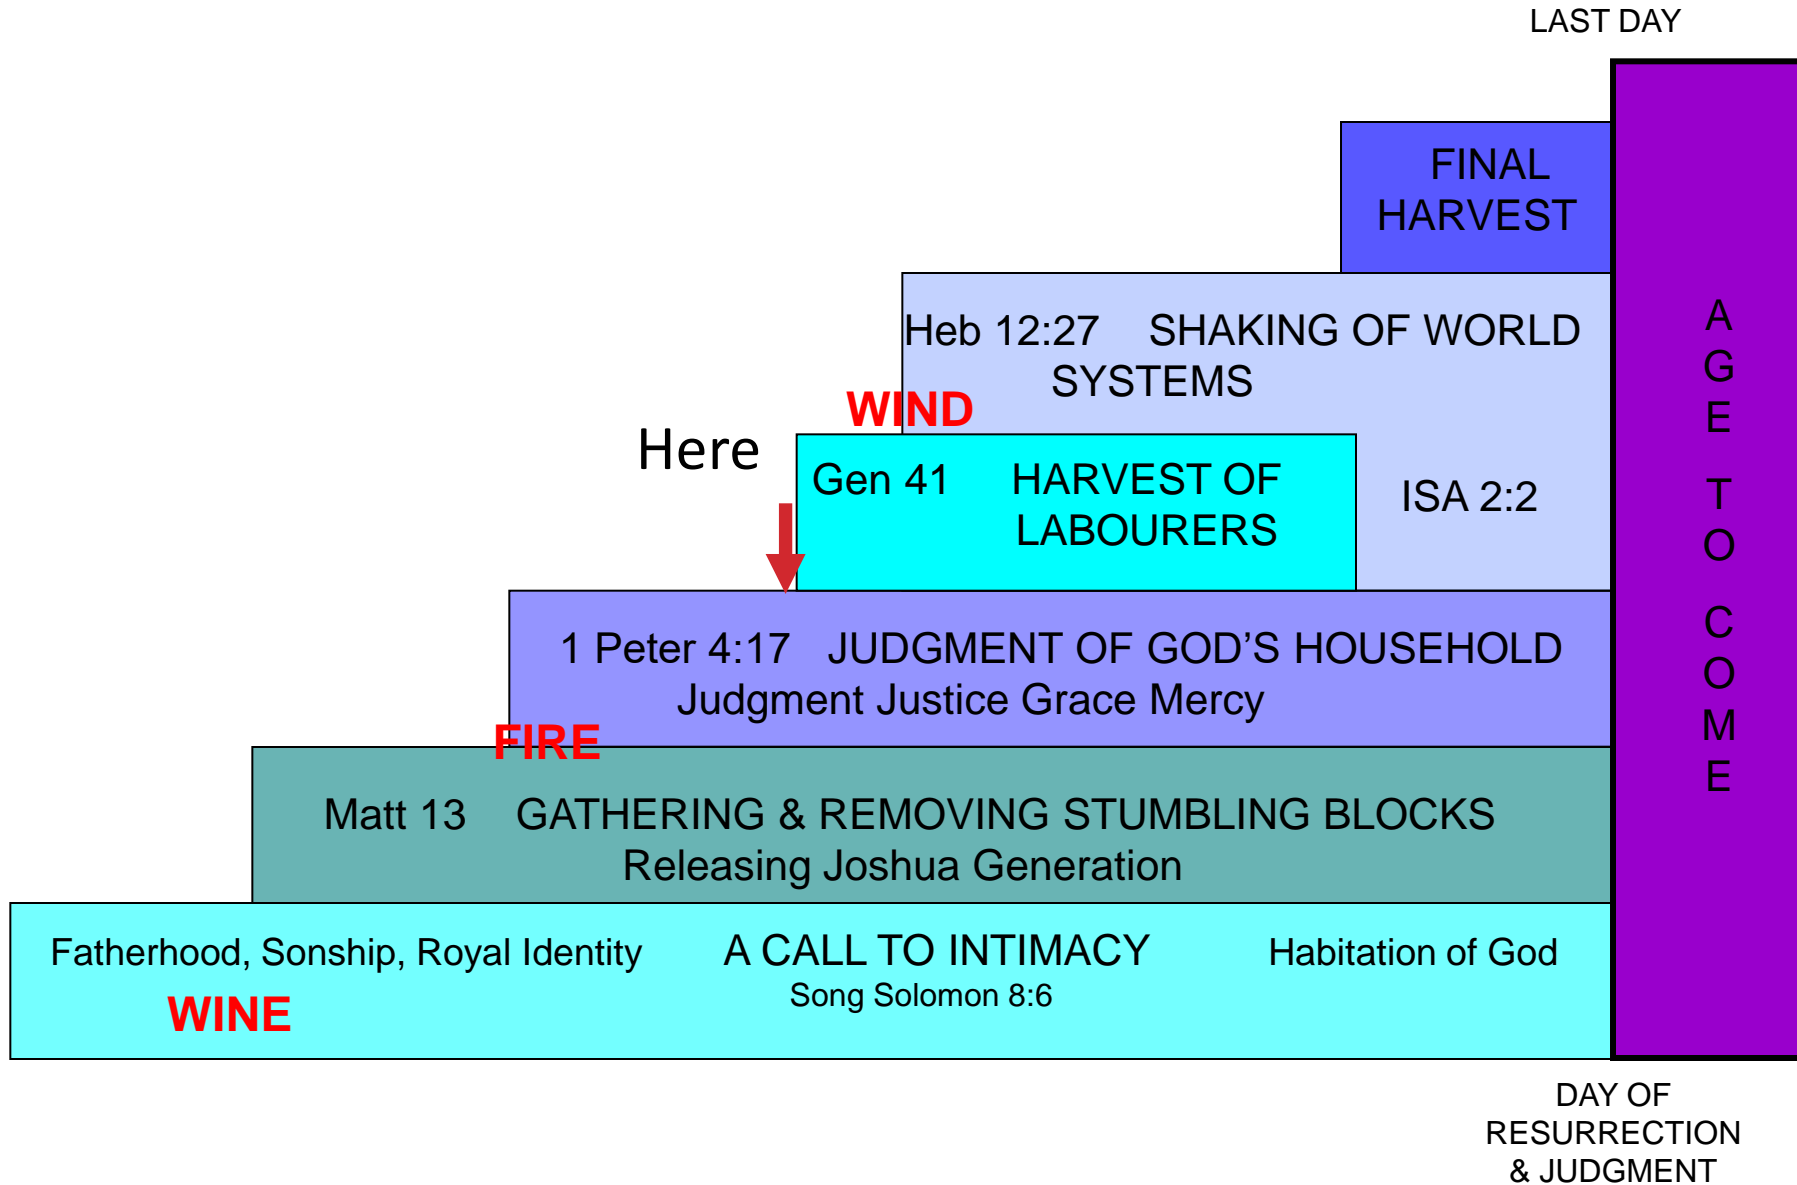 LAST DAY
FINAL
HARVEST
Heb 12:27 SHAKING OF WORLD
SYSTEMS
WIND
Here
Gen 41 HARVEST OF
LABOURERS
ISA 2:2
1 Peter 4:17 JUDGMENT OF GOD’S HOUSEHOLD
Judgment Justice Grace Mercy
FIRE
Matt 13 GATHERING & REMOVING STUMBLING BLOCKS
Releasing Joshua Generation
Fatherhood, Sonship, Royal Identity A CALL TO INTIMACY Habitation of God
Song Solomon 8:6
WINE
A
G
E
T
O
C
O
M
E
DAY OF
RESURRECTION
& JUDGMENT